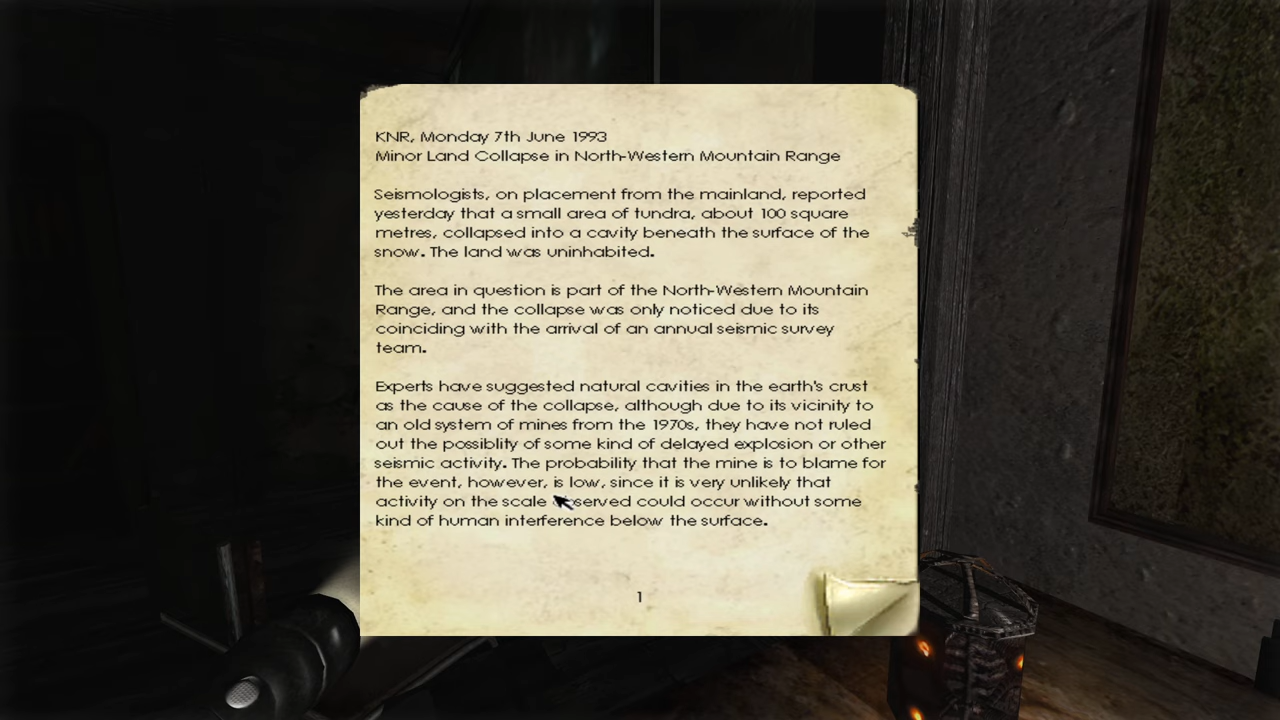 KNR, Monday 7th June 1993
Minor Land Collapse in North-Western Mountain Range
Seismologists, on placement from the mainland, reported
yesterday that a small area of tundra, about 100 square
metres, collapsed into a cavity beneath the surface of the
snow. The land was uninhabited.
The area in question is part of the North-Western Mountain
Range, and the collapse was only noticed due to its
coinciding with the arrival of an annual seismic survey
team.
Experts have suggested natural cavities in the earth's crust
as the cause of the collapse, although due to its vicinity to
an old system of mines from the 1970s, they have not ruled
out the possiblity of some kind of delayed explosion or other
seismic activity. The probability that the mine is to blame for
the event, however, is low, since it is very unlikely that
activity on the scale observed could occur without some
kind of human interference below the surface.
1